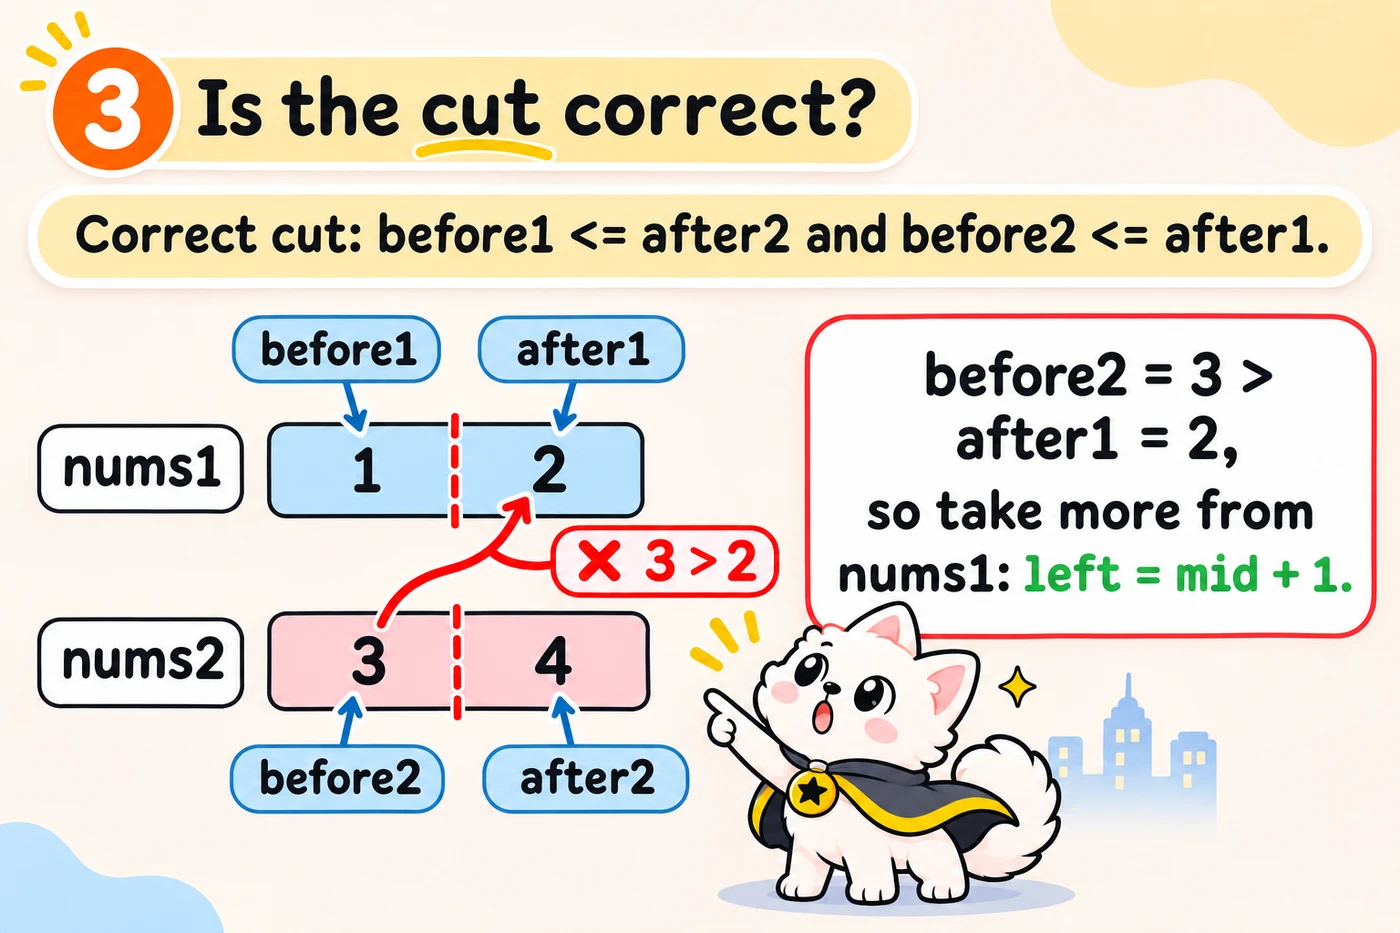 3 Is the cut correct?
Correct cut: before1 <= after2 and before2 <= after1.
before1 after1
nums1 1 2
✖ 3 > 2
nums2 3 4
before2 after2
before2 = 3 >
after1 = 2,
so take more from
nums1: left = mid + 1.